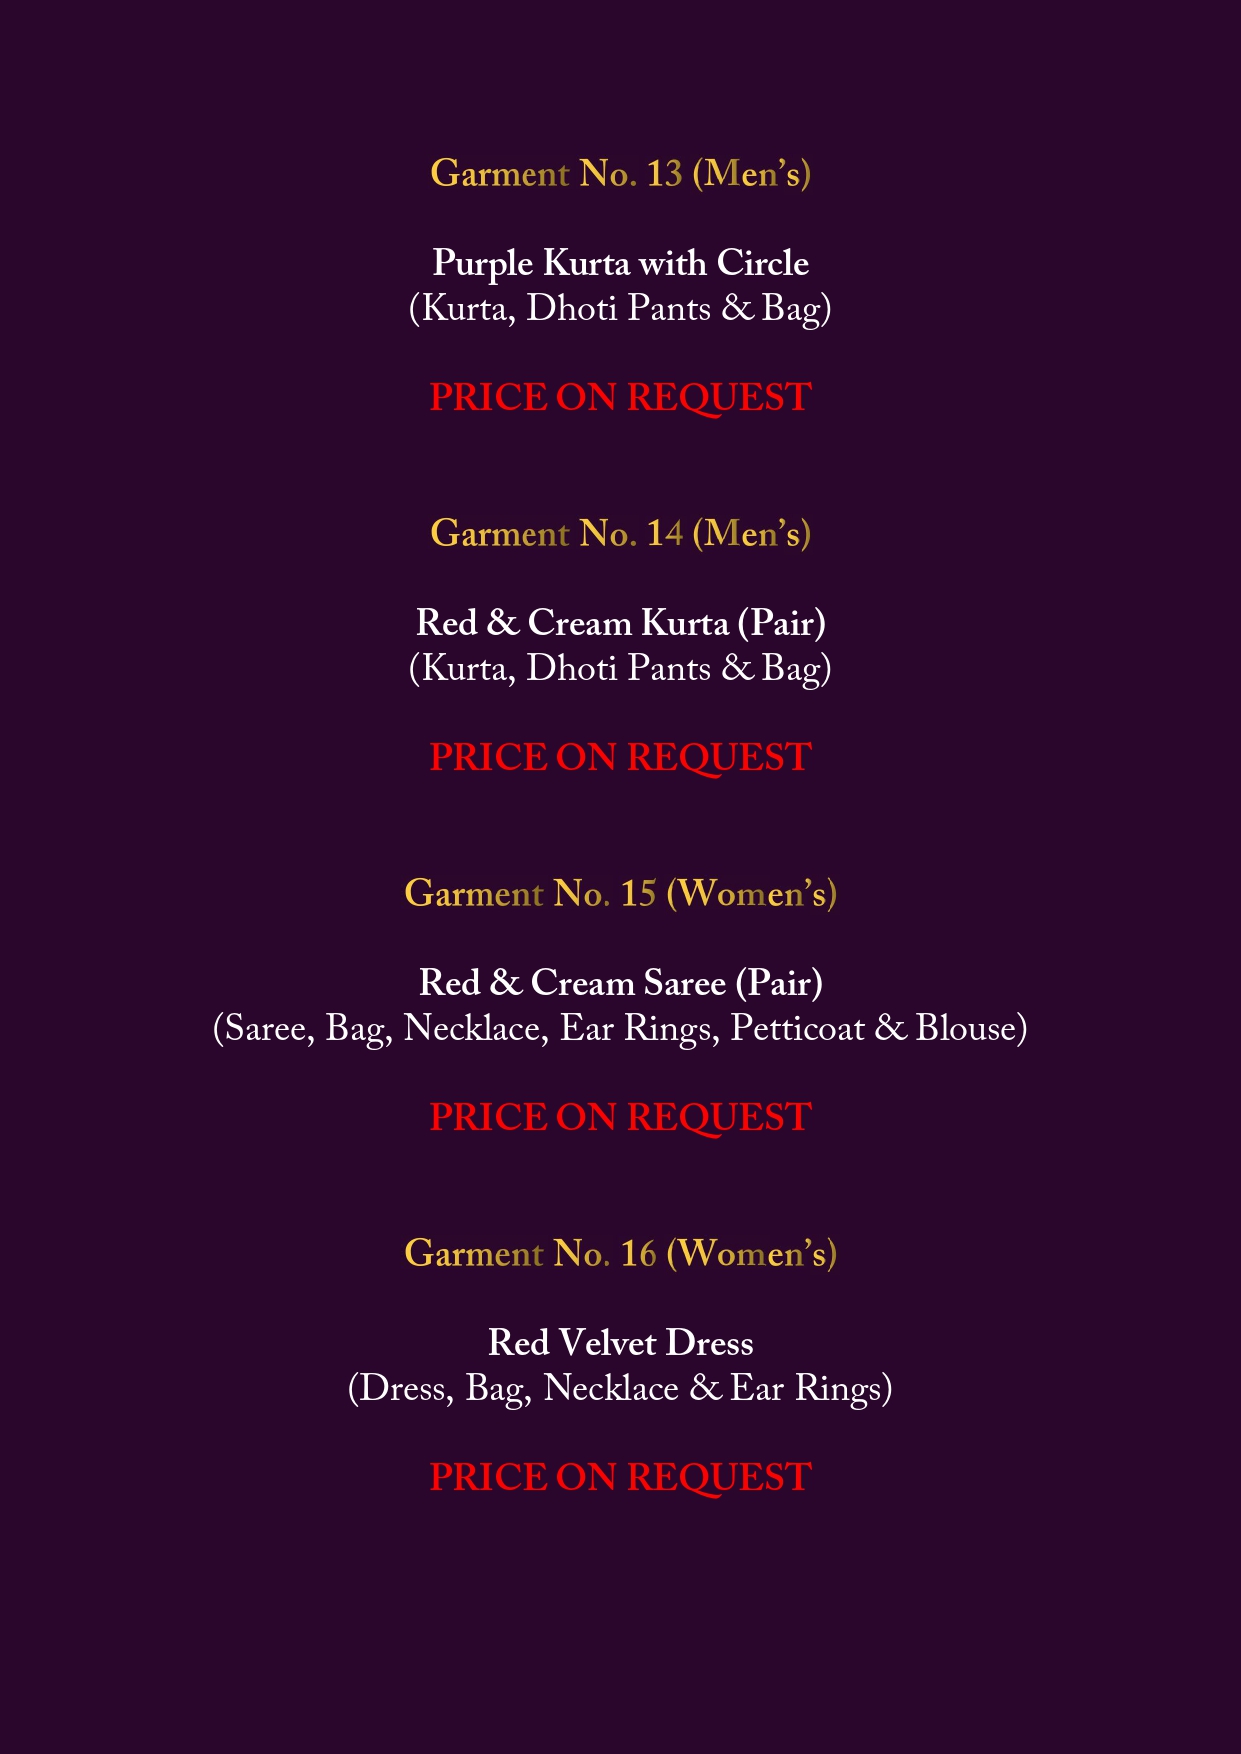 Garment No. 13 (Men’s)
Purple Kurta with Circle
(Kurta, Dhoti Pants & Bag)
PRICE ON REQUEST
Garment No. 14 (Men’s)
Red & Cream Kurta (Pair)
(Kurta, Dhoti Pants & Bag)
PRICE ON REQUEST
Garment No. 15 (Women’s)
Red & Cream Saree (Pair)
(Saree, Bag, Necklace, Ear Rings, Petticoat & Blouse)
PRICE ON REQUEST
Garment No. 16 (Women’s)
Red Velvet Dress
(Dress, Bag, Necklace & Ear Rings)
PRICE ON REQUEST